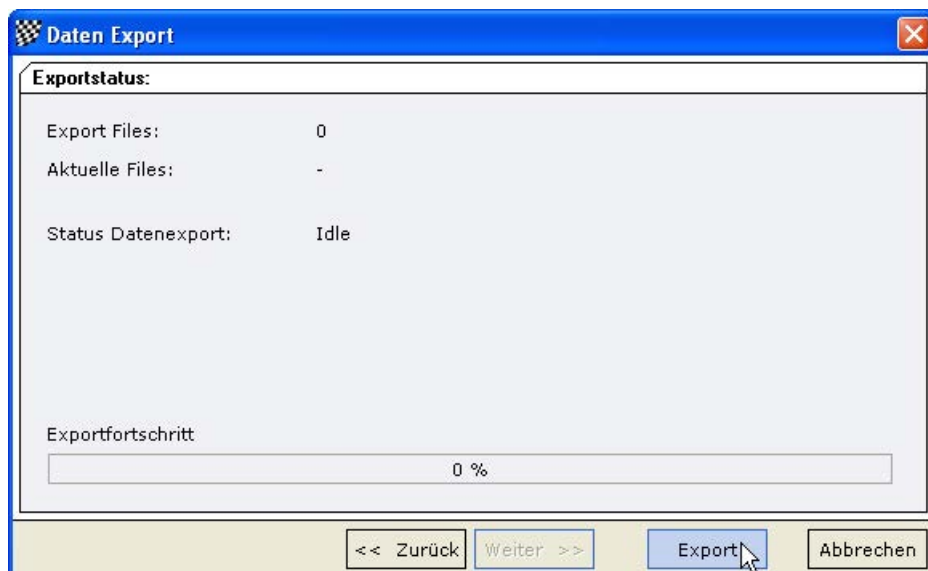 Daten Export
Exportstatus:
Export Files: 0
Aktuelle Files: -
Status Datenexport: Idle
Exportfortschritt
0 %
<< Zurück Weiter >> Export Abbrechen